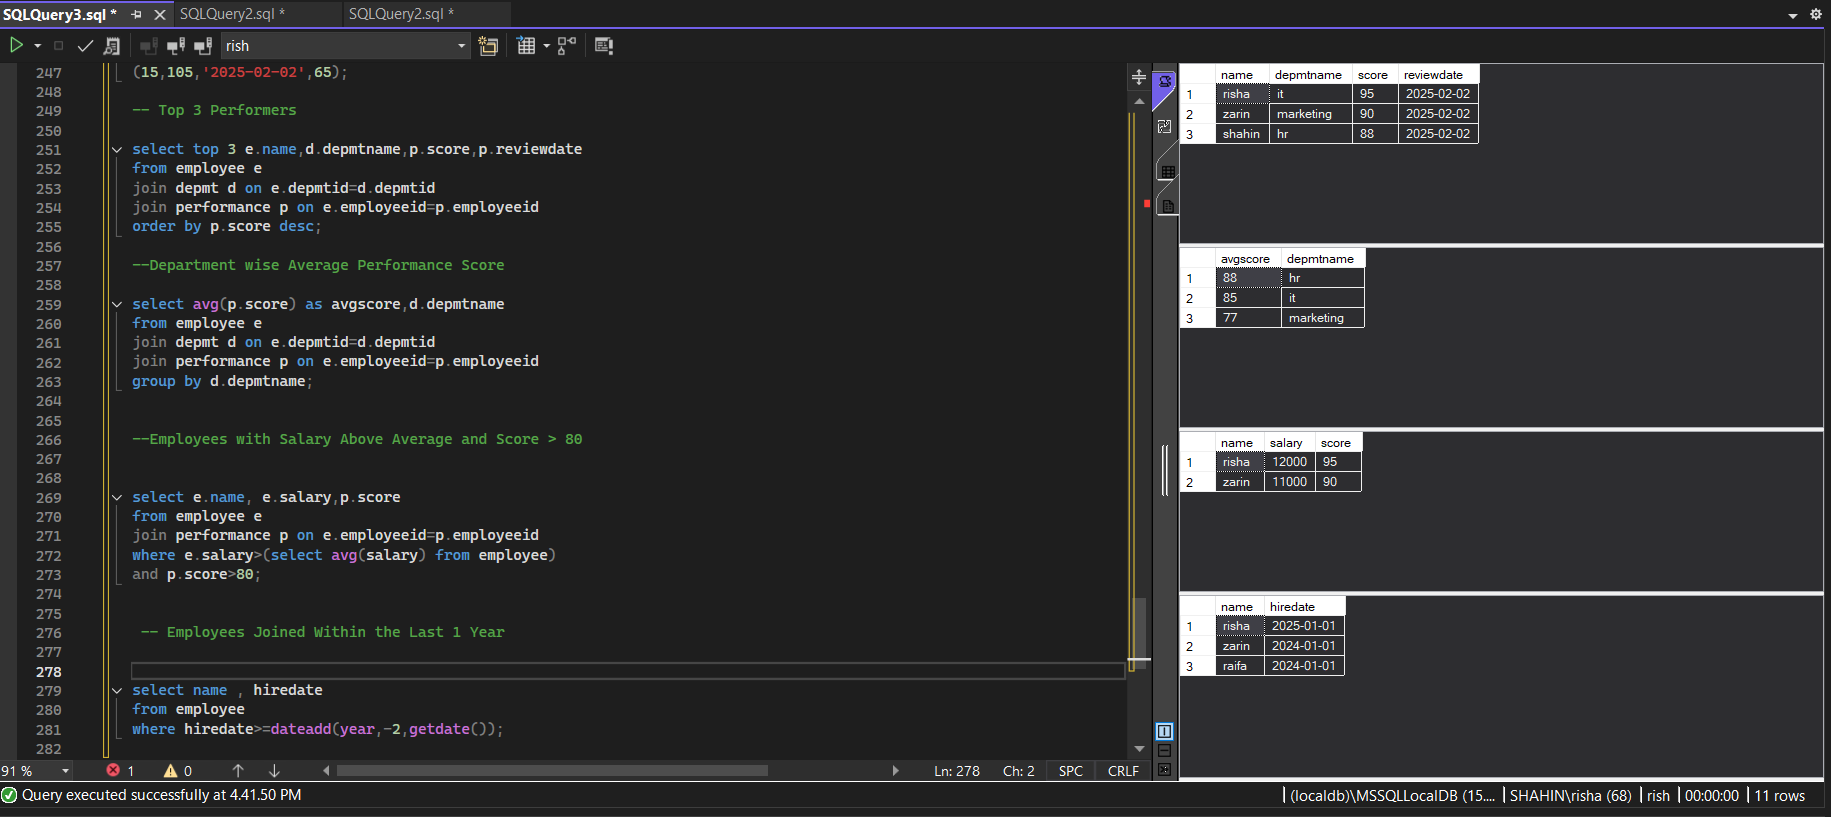 SQLQuery3.sql *
SQLQuery2.sql *
SQLQuery2.sql *
rish
247 (15,105,'2025-02-02',65);
248
249 -- Top 3 Performers
250
251 select top 3 e.name,d.depmtname,p.score,p.reviewdate
252 from employee e
253 join depmt d on e.depmtid=d.depmtid
254 join performance p on e.employeeid=p.employeeid
255 order by p.score desc;
256
257 --Department wise Average Performance Score
258
259 select avg(p.score) as avgscore,d.depmtname
260 from employee e
261 join depmt d on e.depmtid=d.depmtid
262 join performance p on e.employeeid=p.employeeid
263 group by d.depmtname;
264
265
266 --Employees with Salary Above Average and Score > 80
267
268
269 select e.name, e.salary,p.score
270 from employee e
271 join performance p on e.employeeid=p.employeeid
272 where e.salary>(select avg(salary) from employee)
273 and p.score>80;
274
275
276 -- Employees Joined Within the Last 1 Year
277
278
279 select name , hiredate
280 from employee
281 where hiredate>=dateadd(year,-2,getdate());
282
name depmtname score reviewdate
1 risha it 95 2025-02-02
2 zarin marketing 90 2025-02-02
3 shahin hr 88 2025-02-02
avgscore depmtname
1 88 hr
2 85 it
3 77 marketing
name salary score
1 risha 12000 95
2 zarin 11000 90
name hiredate
1 risha 2025-01-01
2 zarin 2024-01-01
3 raifa 2024-01-01
91 % 1 0 Ln: 278 Ch: 2 SPC CRLF
Query executed successfully at 4.41.50 PM
(localdb)\MSSQLLocalDB (15.... SHAHIN\risha (68) rish 00:00:00 11 rows